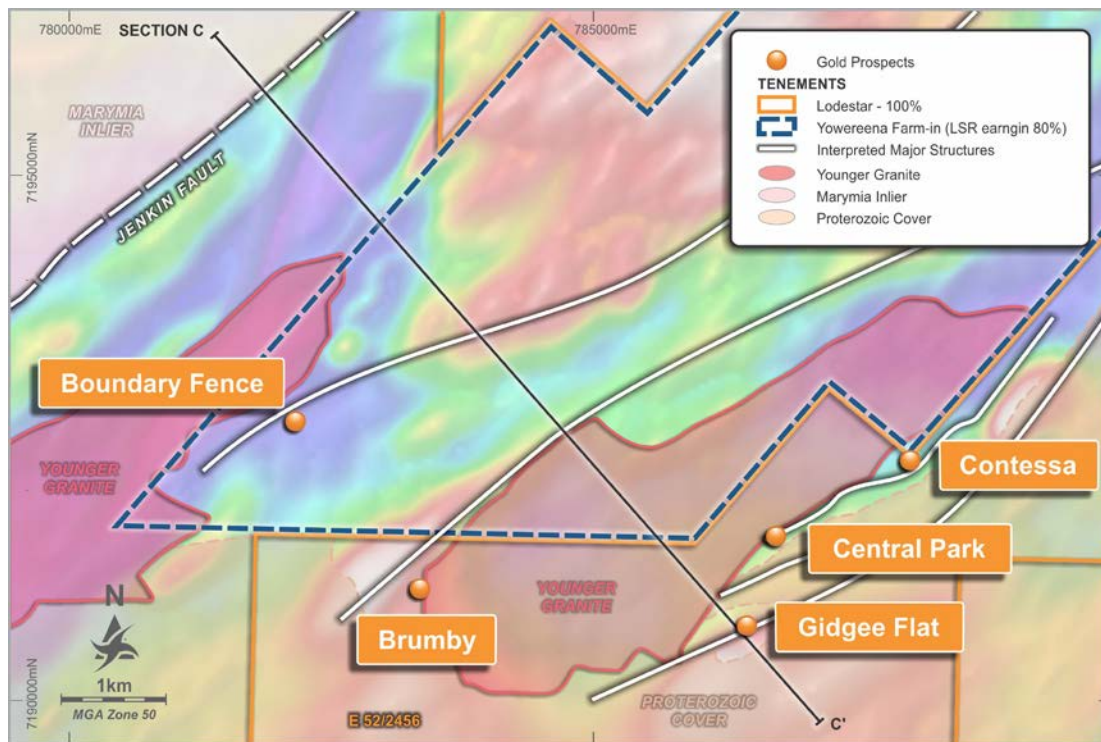 780000mE
SECTION C
785000mE
Gold Prospects
TENEMENTS
Lodestar - 100%
Yowereena Farm-in (LSR earngin 80%)
Interpreted Major Structures
Younger Granite
Marymia Inlier
Proterozoic Cover
MARYMIA
INLIER
7195000mN
JENKIN FAULT
Boundary Fence
YOUNGER
GRANITE
Contessa
Central Park
YOUNGER
GRANITE
Brumby
Gidgee Flat
N
1km
MGA Zone 50
7190000mN
PROTEROZOIC
COVER
E 52/2456
C'